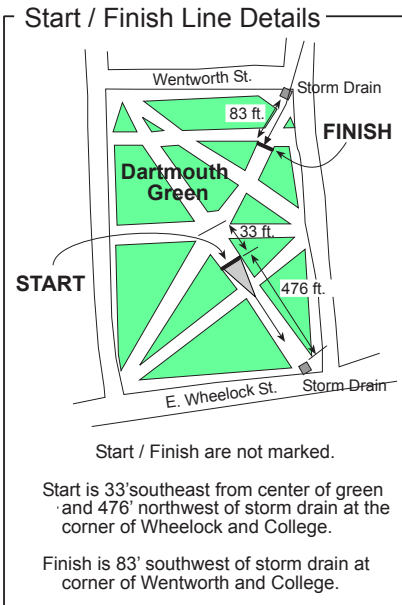 Start / Finish Line Details
Wentworth St.
Storm Drain
83 ft.
FINISH
Dartmouth
Green
33 ft.
START
476 ft.
E. Wheelock St.
Storm Drain
Start / Finish are not marked.
Start is 33'southeast from center of green
and 476' northwest of storm drain at the
corner of Wheelock and College.
Finish is 83' southwest of storm drain at
corner of Wentworth and College.